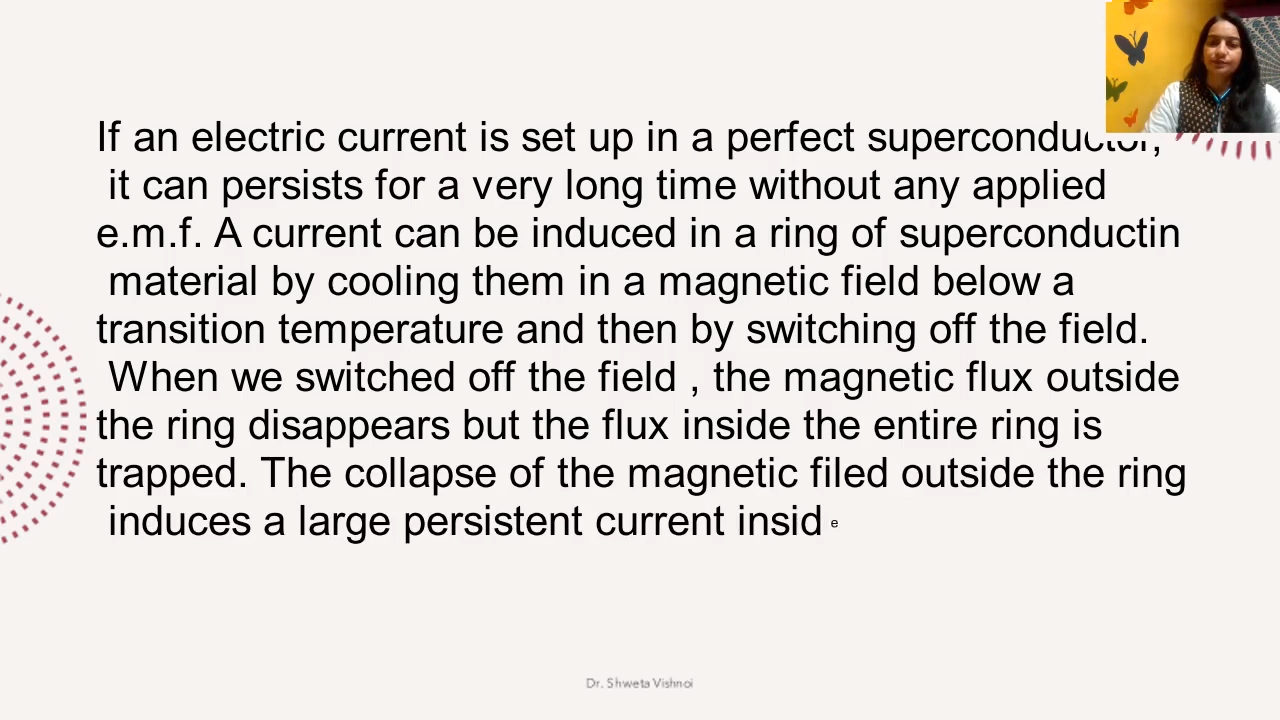 If an electric current is set up in a perfect superconductor,
it can persists for a very long time without any applied
e.m.f. A current can be induced in a ring of superconductin
material by cooling them in a magnetic field below a
transition temperature and then by switching off the field.
When we switched off the field , the magnetic flux outside
the ring disappears but the flux inside the entire ring is
trapped. The collapse of the magnetic filed outside the ring
induces a large persistent current insid e
Dr. Shweta Vishnoi